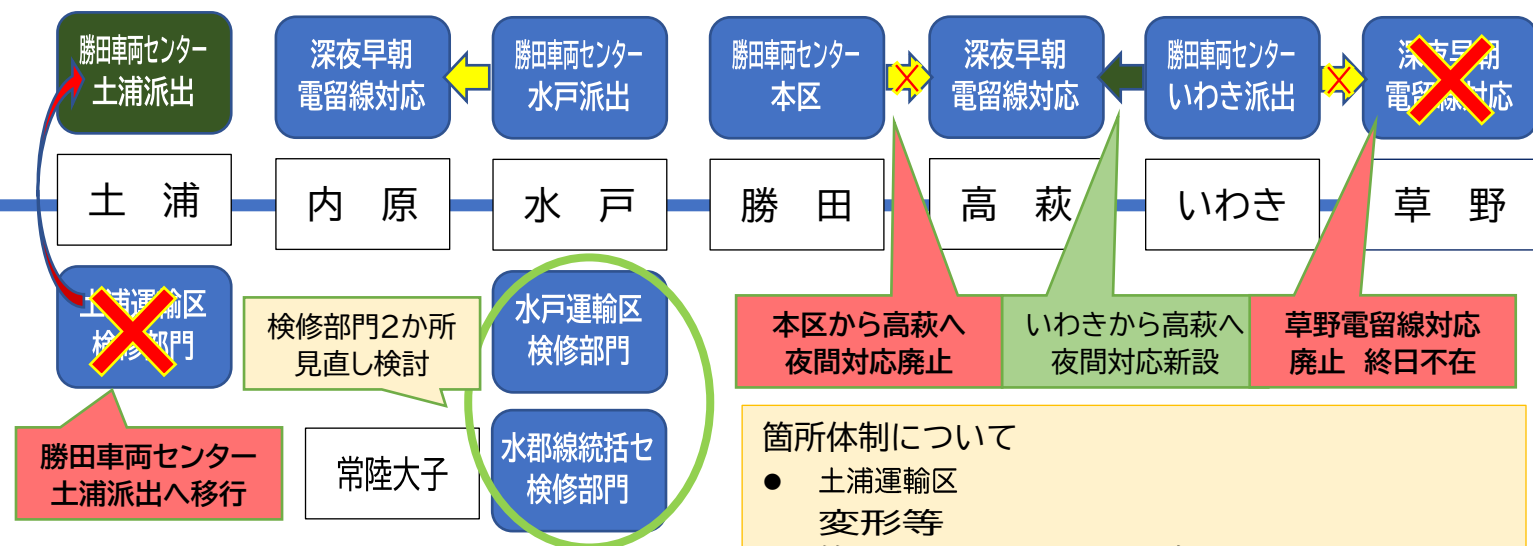 勝田車両センター
土浦派出
深夜早朝
電留線対応
勝田車両センター
水戸派出
勝田車両センター
本区
深夜早朝
電留線対応
勝田車両センター
いわき派出
深夜早朝
電留線対応
土 浦
内 原
水 戸
勝 田
高 萩
いわき
草 野
土浦運輸区
検修部門
検修部門2か所
見直し検討
水戸運輸区
検修部門
本区から高萩へ
夜間対応廃止
いわきから高萩へ
夜間対応新設
草野電留線対応
廃止 終日不在
勝田車両センター
土浦派出へ移行
常陸大子
水郡線統括セ
検修部門
箇所体制について
● 土浦運輸区
変形等